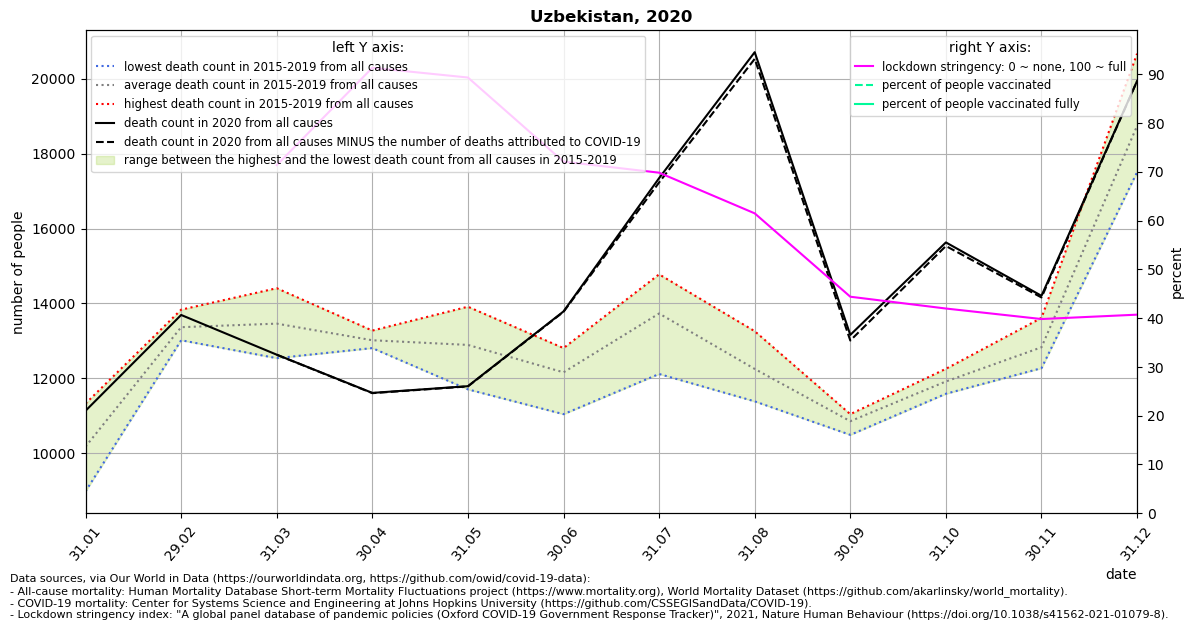 Uzbekistan, 2020
left Y axis:
lowest death count in 2015-2019 from all causes
average death count in 2015-2019 from all causes
highest death count in 2015-2019 from all causes
death count in 2020 from all causes
death count in 2020 from all causes MINUS the number of deaths attributed to COVID-19
range between the highest and the lowest death count from all causes in 2015-2019
right Y axis:
lockdown stringency: 0 ~ none, 100 ~ full
percent of people vaccinated
percent of people vaccinated fully
number of people
20000
18000
16000
14000
12000
10000
percent
90
80
70
60
50
40
30
20
10
0
31.01
29.02
31.03
30.04
31.05
30.06
31.07
31.08
30.09
31.10
30.11
31.12
date
Data sources, via Our World in Data (https://ourworldindata.org, https://github.com/owid/covid-19-data):
- All-cause mortality: Human Mortality Database Short-term Mortality Fluctuations project (https://www.mortality.org), World Mortality Dataset (https://github.com/akarlinsky/world_mortality).
- COVID-19 mortality: Center for Systems Science and Engineering at Johns Hopkins University (https://github.com/CSSEGISandData/COVID-19).
- Lockdown stringency index: "A global panel database of pandemic policies (Oxford COVID-19 Government Response Tracker)", 2021, Nature Human Behaviour (https://doi.org/10.1038/s41562-021-01079-8).